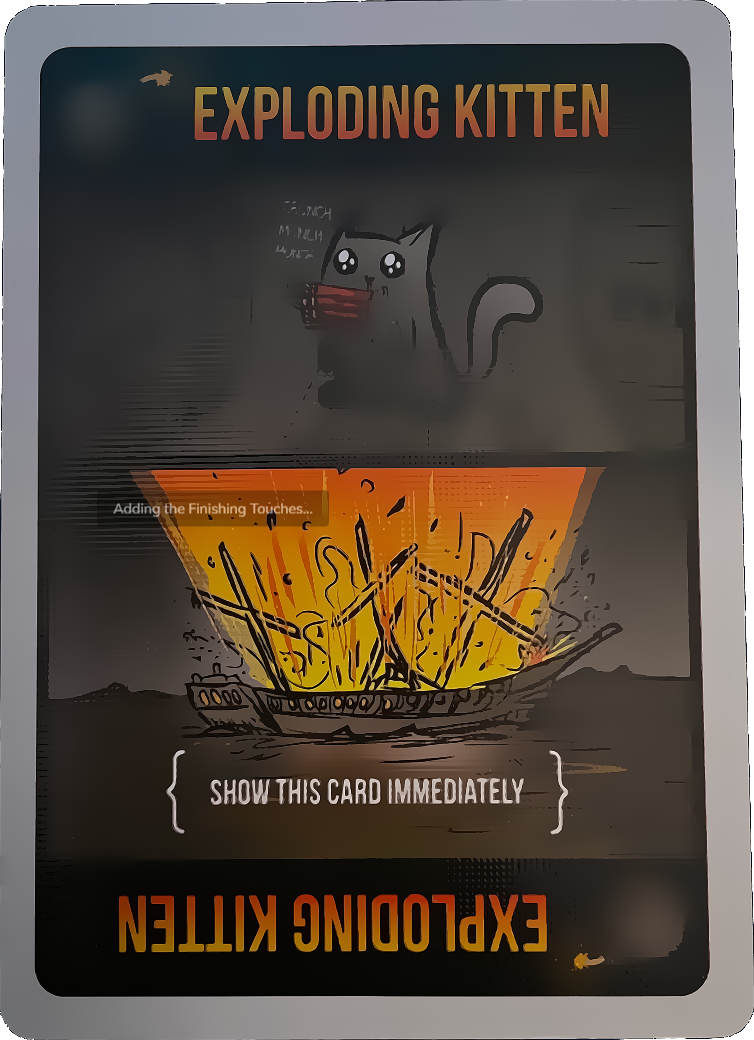 EXPLODING KITTEN
Adding the Finishing Touches...
SHOW THIS CARD IMMEDIATELY
EXPLODING KITTEN